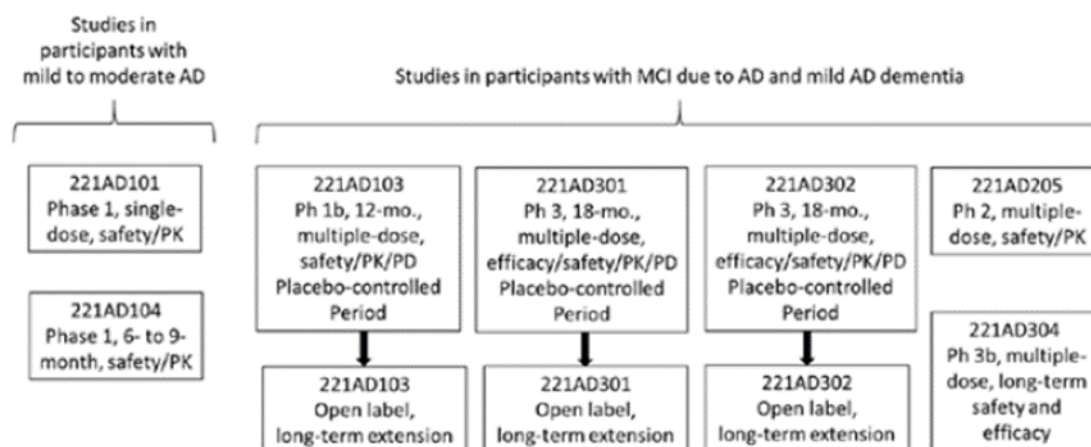 Studies in
participants with
mild to moderate AD
Studies in participants with MCI due to AD and mild AD dementia
221AD101
Phase 1, single-
dose, safety/PK
221AD104
Phase 1, 6- to 9-
month, safety/PK
221AD103
Ph 1b, 12-mo.,
multiple-dose,
safety/PK/PD
Placebo-controlled
Period
221AD103
Open label,
long-term extension
221AD301
Ph 3, 18-mo.,
multiple-dose,
efficacy/safety/PK/PD
Placebo-controlled
Period
221AD301
Open label,
long-term extension
221AD302
Ph 3, 18-mo.,
multiple-dose,
efficacy/safety/PK/PD
Placebo-controlled
Period
221AD302
Open label,
long-term extension
221AD205
Ph 2, multiple-
dose, safety/PK
221AD304
Ph 3b, multiple-
dose, long-term
safety and
efficacy